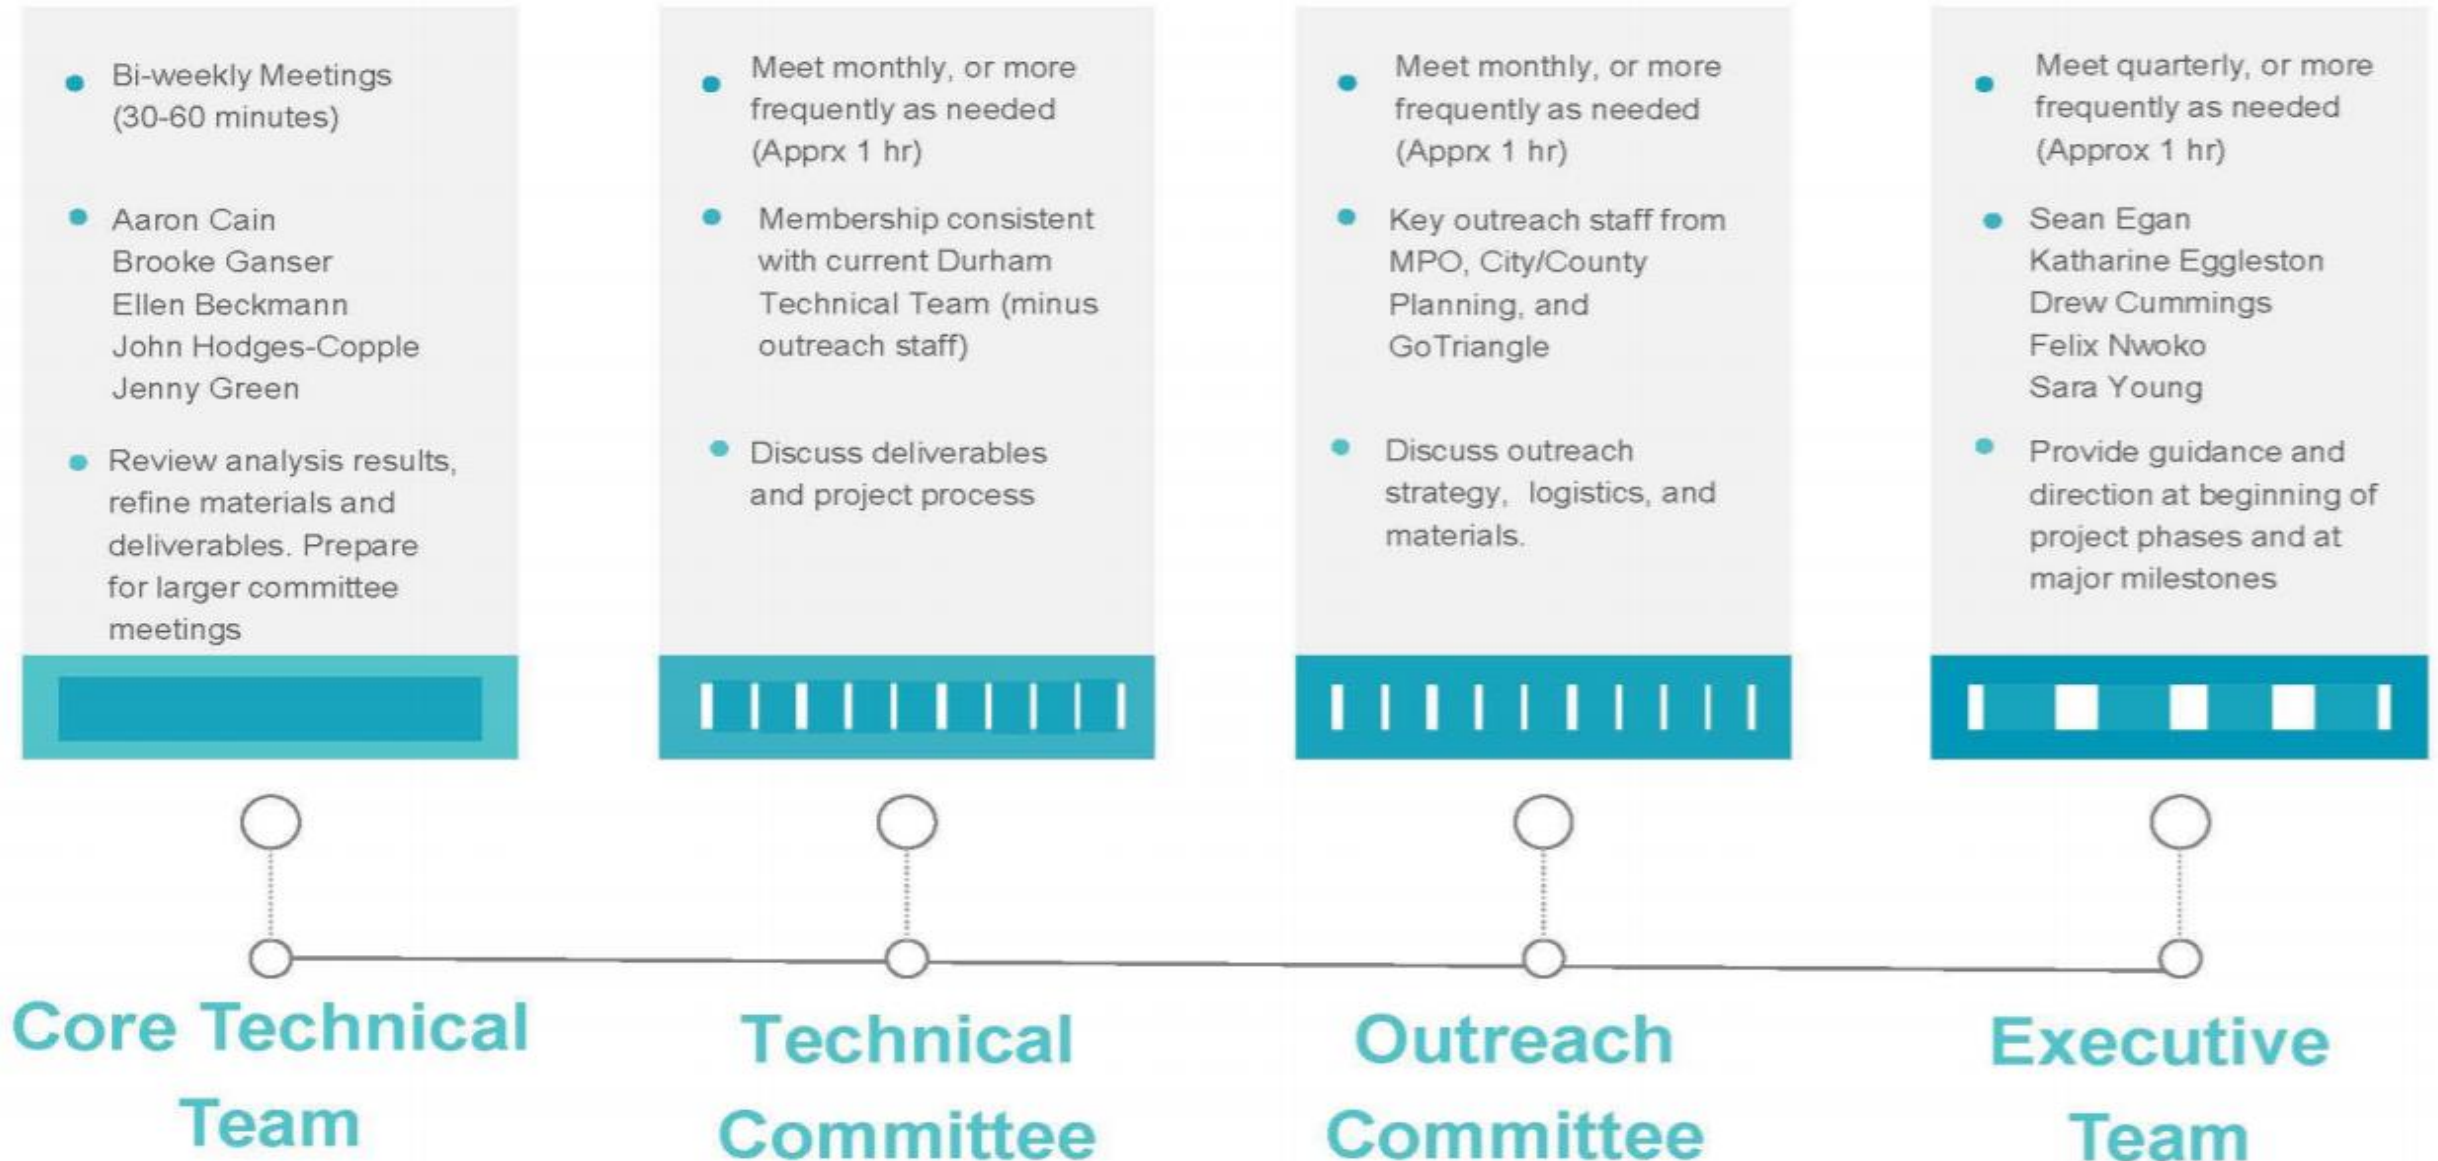 Bi-weekly Meetings
(30-60 minutes)
Aaron Cain
Brooke Ganser
Ellen Beckmann
John Hodges-Copple
Jenny Green
Review analysis results,
refine materials and
deliverables. Prepare
for larger committee
meetings
Core Technical
Team
Meet monthly, or more
frequently as needed
(Apprx 1 hr)
Membership consistent
with current Durham
Technical Team (minus
outreach staff)
Discuss deliverables
and project process
Technical
Committee
Meet monthly, or more
frequently as needed
(Apprx 1 hr)
Key outreach staff from
MPO, City/County
Planning, and
GoTriangle
Discuss outreach
strategy, logistics, and
materials.
Outreach
Committee
Meet quarterly, or more
frequently as needed
(Approx 1 hr)
Sean Egan
Katharine Eggleston
Drew Cummings
Felix Nwoko
Sara Young
Provide guidance and
direction at beginning of
project phases and at
major milestones
Executive
Team